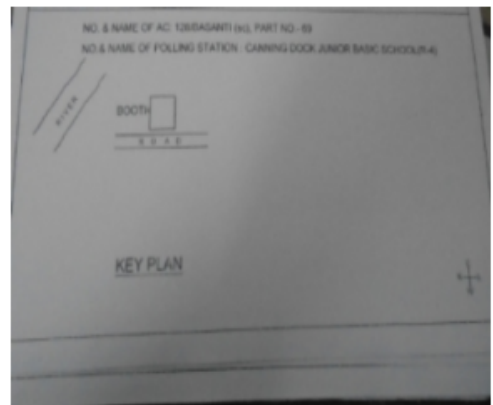 NO. & NAME OF AC: 128/BASANTI (sc), PART NO.- 69
NO.& NAME OF POLLING STATION : CANNING DOCK JUNIOR BASIC SCHOOL(R-4)
RIVER
BOOTH
ROAD
KEY PLAN